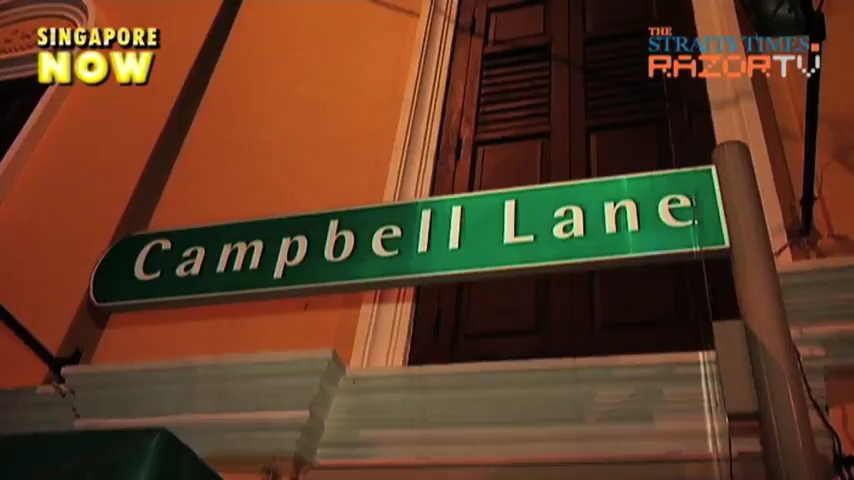 SINGAPORE
NOW
THE
STRAITS TIMES
RAZORTV
Campbell Lane